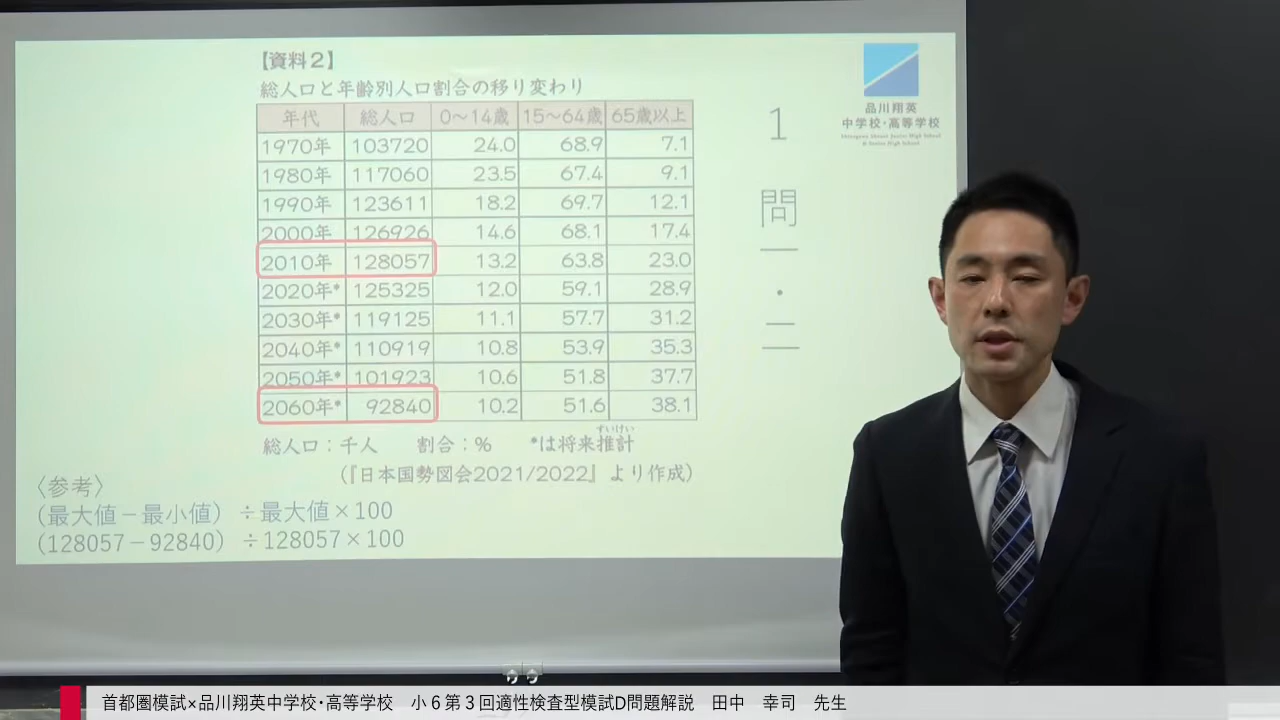 【資料2】
総人口と年齢別人口割合の移り変わり
年代 総人口 0～14歳 15～64歳 65歳以上
1970年 103720 24.0 68.9 7.1
1980年 117060 23.5 67.4 9.1
1990年 123611 18.2 69.7 12.1
2000年 126926 14.6 68.1 17.4
2010年 128057 13.2 63.8 23.0
2020年* 125325 12.0 59.1 28.9
2030年* 119125 11.1 57.7 31.2
2040年* 110919 10.8 53.9 35.3
2050年* 101923 10.6 51.8 37.7
2060年* 92840 10.2 51.6 38.1
すいけい
総人口：千人 割合：% *は将来推計
（『日本国勢図会2021/2022』より作成）
〈参考〉
（最大値－最小値）÷最大値×100
（128057－92840）÷128057×100
1 問一・二
品川翔英
中学校・高等学校
Shinagawa Shouei Junior High School
& Senior High School
首都圏模試×品川翔英中学校・高等学校 小６第３回適性検査型模試D問題解説 田中 幸司 先生